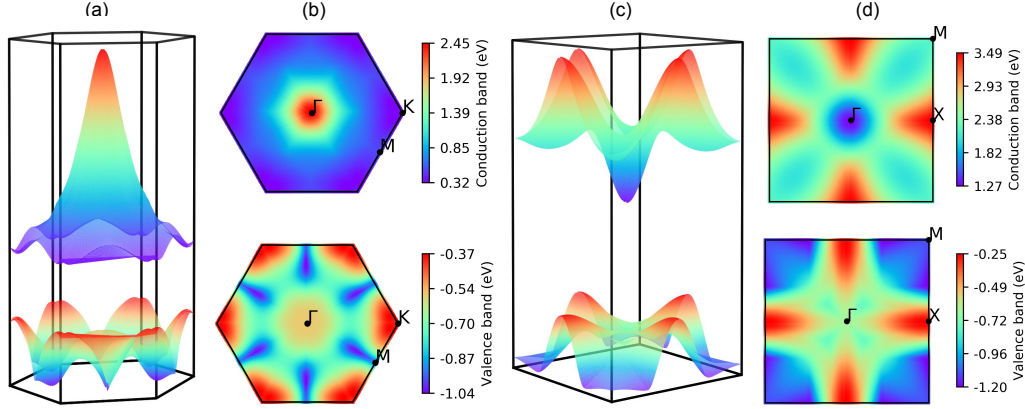 (a)
(b)
(c)
(d)
Γ
K
M
2.45
1.92
1.39
0.85
0.32
Conduction band (eV)
Γ
K
M
-0.37
-0.54
-0.70
-0.87
-1.04
Valence band (eV)
M
Γ
X
3.49
2.93
2.38
1.82
1.27
Conduction band (eV)
M
Γ
X
-0.25
-0.49
-0.72
-0.96
-1.20
Valence band (eV)